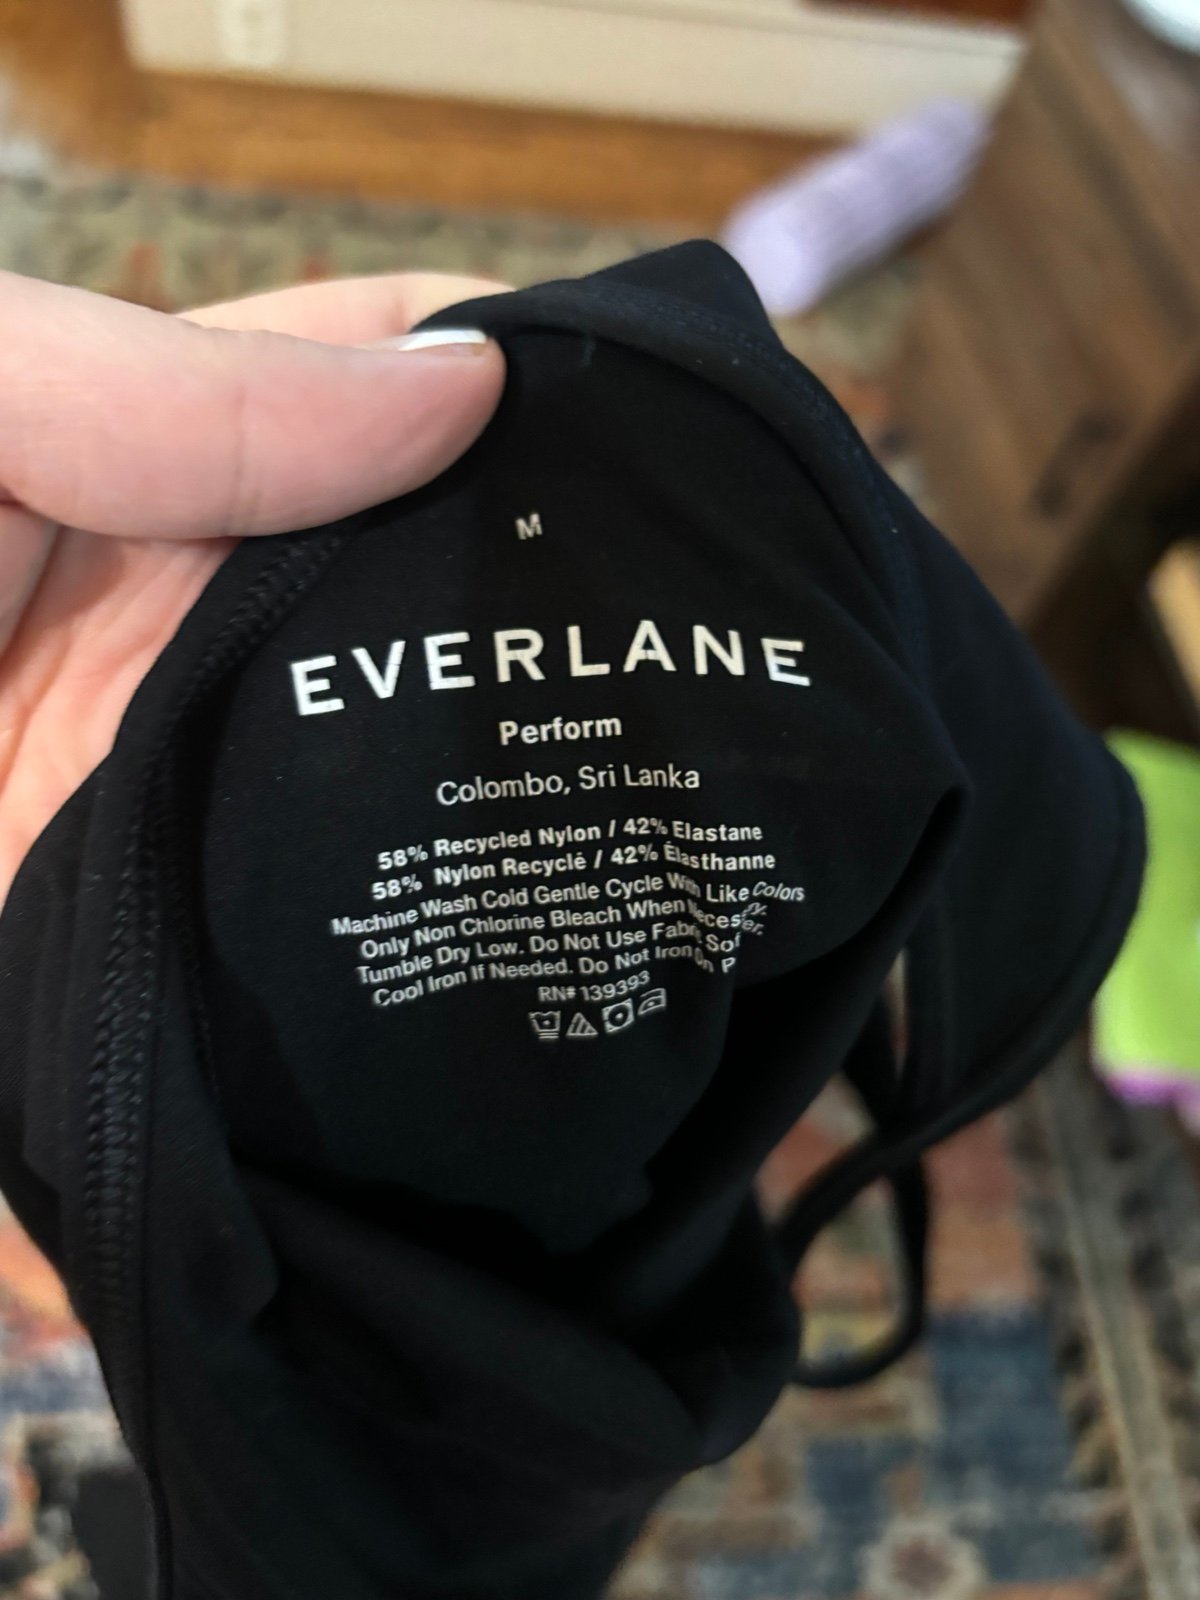 M
EVERLANE
Perform
Colombo, Sri Lanka
58% Recycled Nylon / 42% Elastane
58% Nylon Recyclé / 42% Élasthanne
Machine Wash Cold Gentle Cycle With Like Colors
Only Non Chlorine Bleach When
Tumble Dry Low. Do Not Use
Cool Iron If Needed. Do Not Iron On
RN# 139393